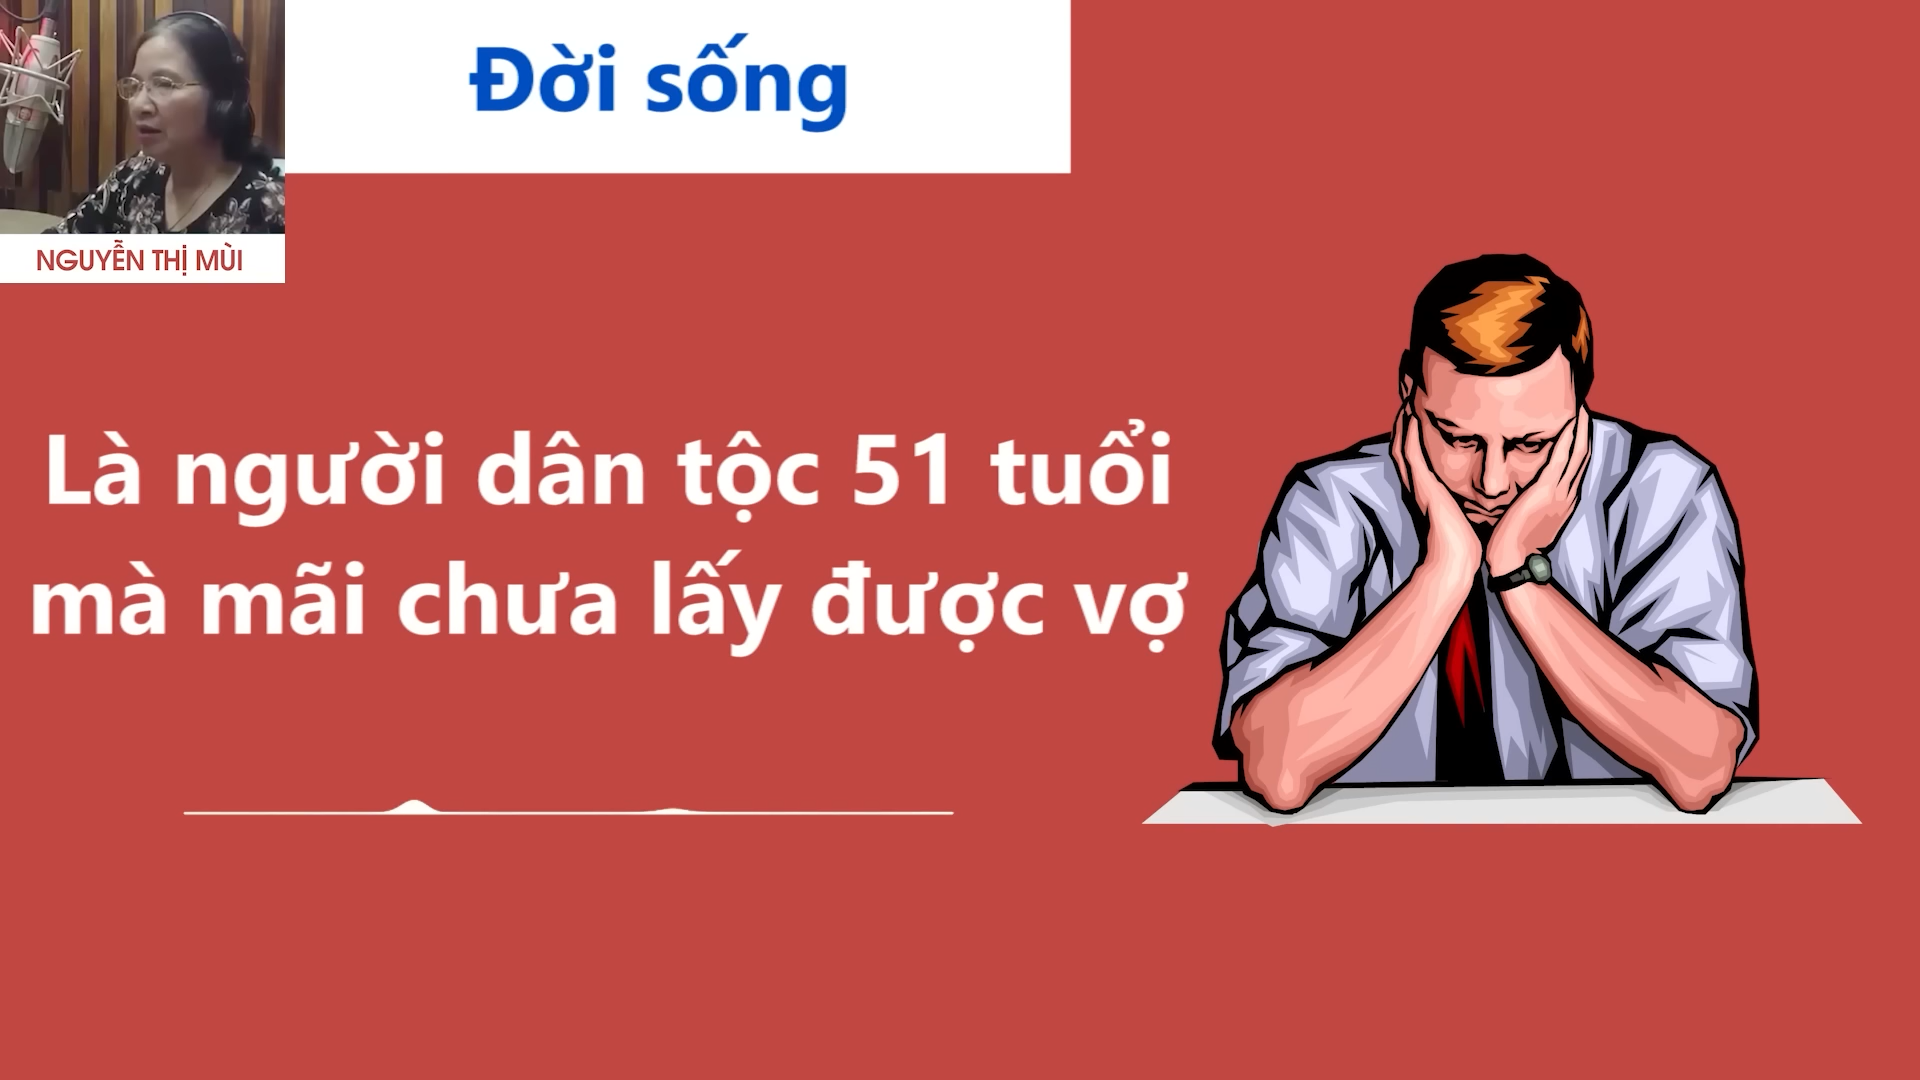 Đời sống
NGUYỄN THỊ MÙI
Là người dân tộc 51 tuổi
mà mãi chưa lấy được vợ